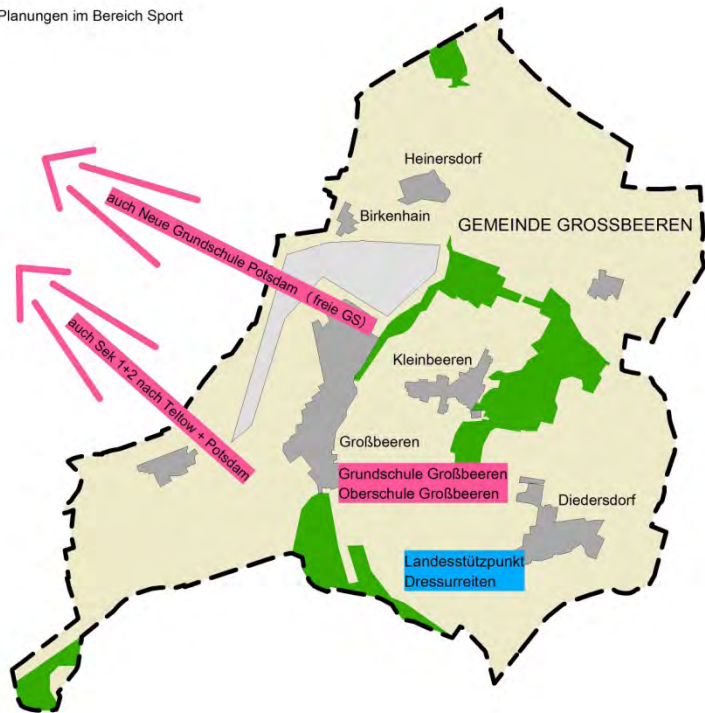 Planungen im Bereich Sport
Heinersdorf
Birkenhain
GEMEINDE GROSSBEEREN
auch Neue Grundschule Potsdam (freie GS)
Kleinbeeren
auch Sek 1+2 nach Teltow + Potsdam
Großbeeren
Grundschule Großbeeren
Oberschule Großbeeren
Diedersdorf
Landesstützpunkt
Dressurreiten